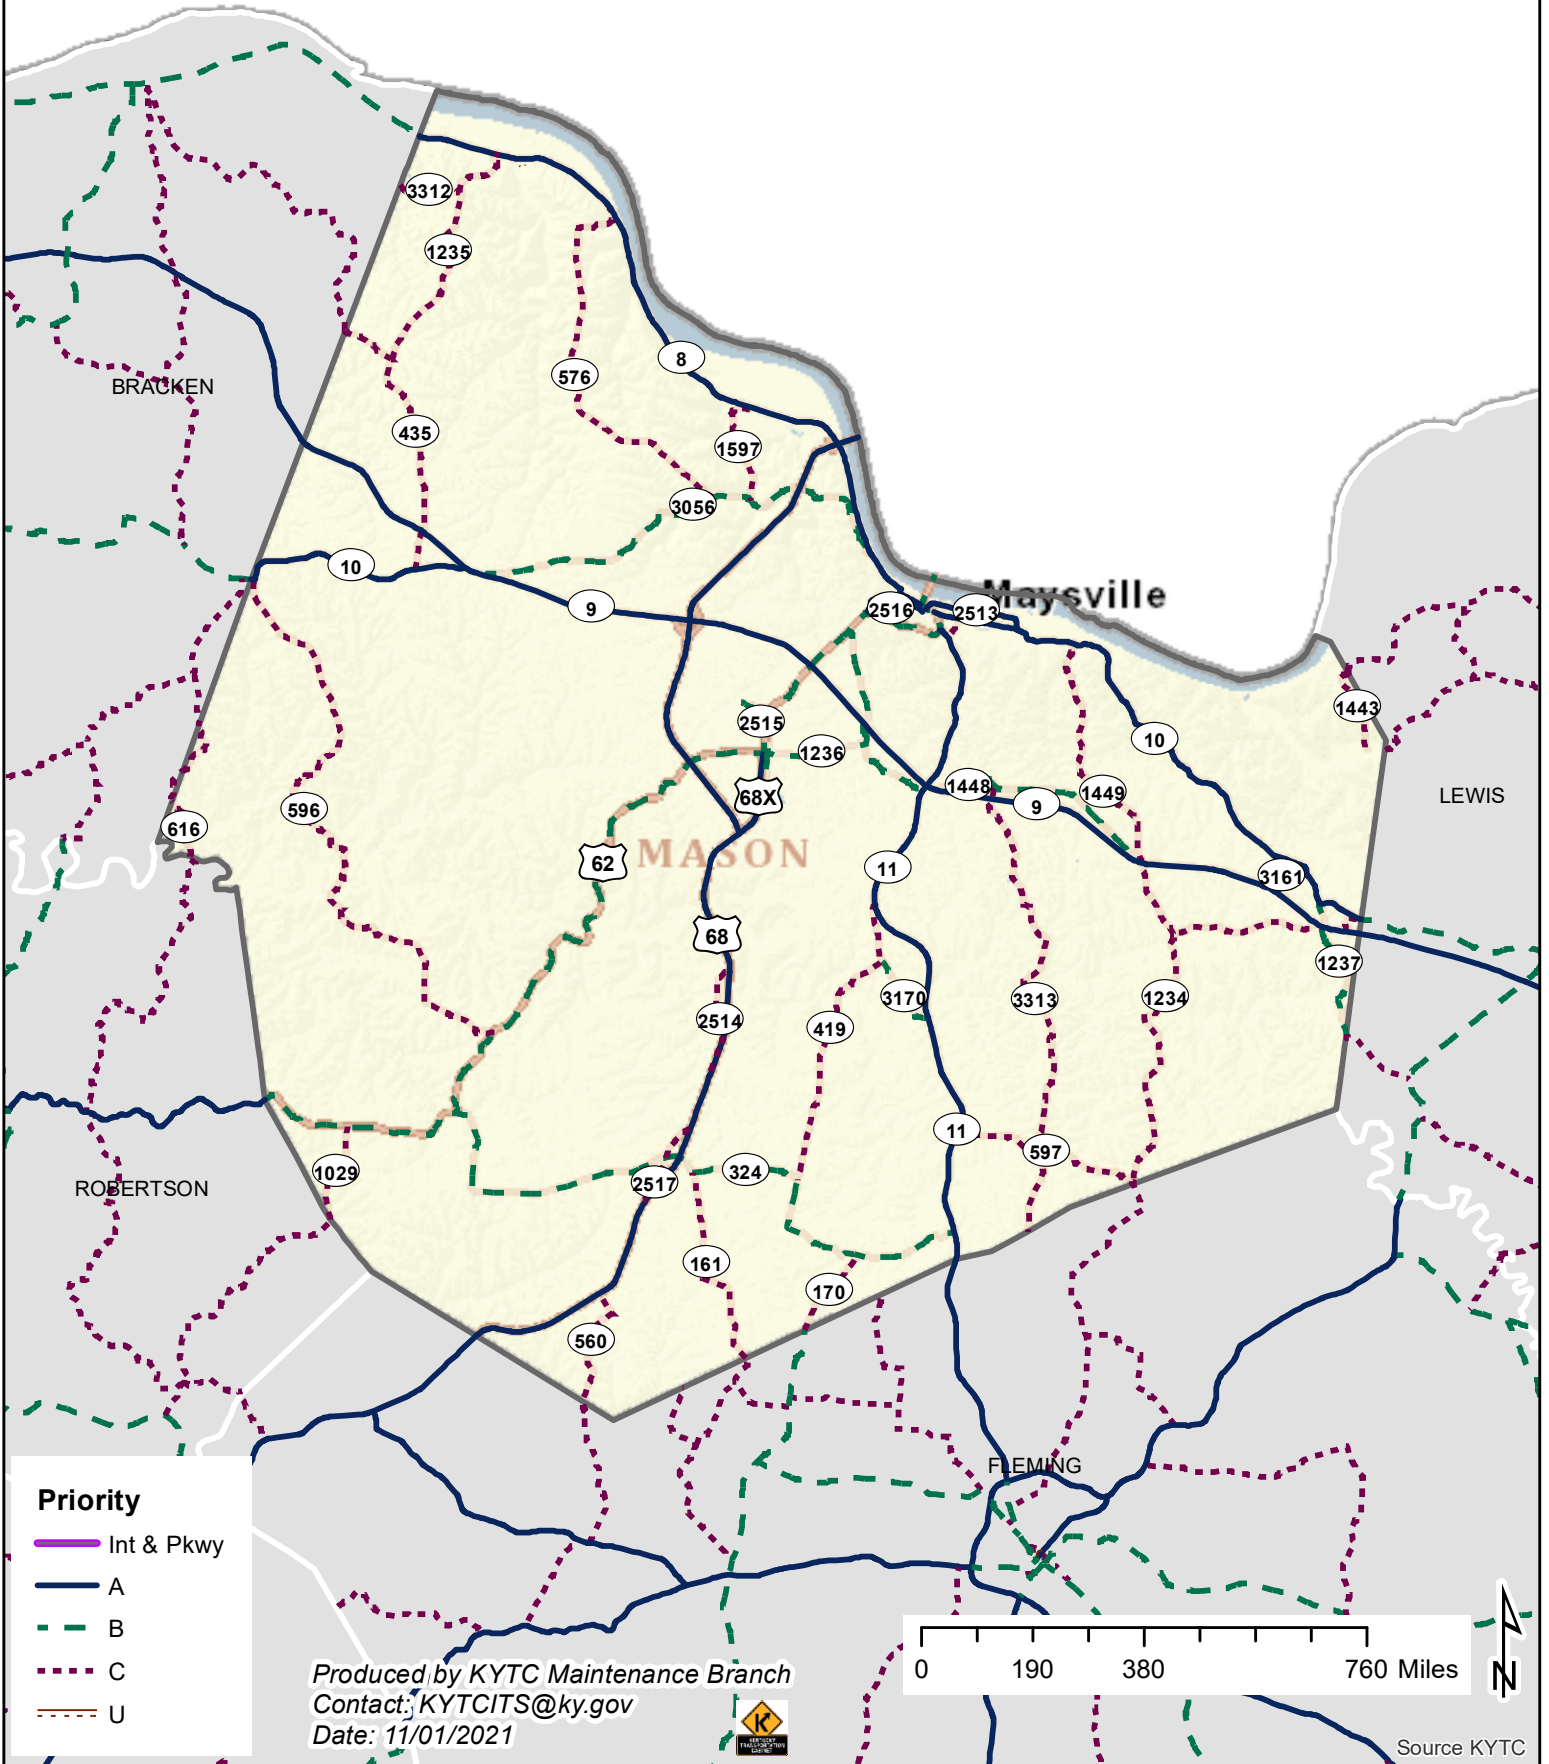 3312
1235
8
576
BRACKEN
435
1597
3056
10
9
Maysville
2516
2513
1443
2515
10
1236
1448
1449
68X
9
LEWIS
596
616
62
MASON
11
3161
68
1237
3170
3313
1234
2514
419
11
597
1029
324
2517
ROBERTSON
161
170
560
FLEMING
Priority
Int & Pkwy
A
B
C
U
Produced by KYTC Maintenance Branch
Contact: KYTCITS@ky.gov
Date: 11/01/2021
KENTUCKY
TRANSPORTATION
CABINET
0 190 380 760 Miles
N
Source KYTC